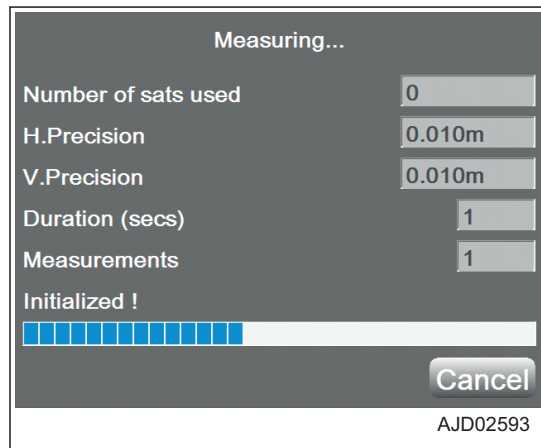 Measuring...
Number of sats used 0
H.Precision 0.010m
V.Precision 0.010m
Duration (secs) 1
Measurements 1
Initialized !
Cancel
AJD02593